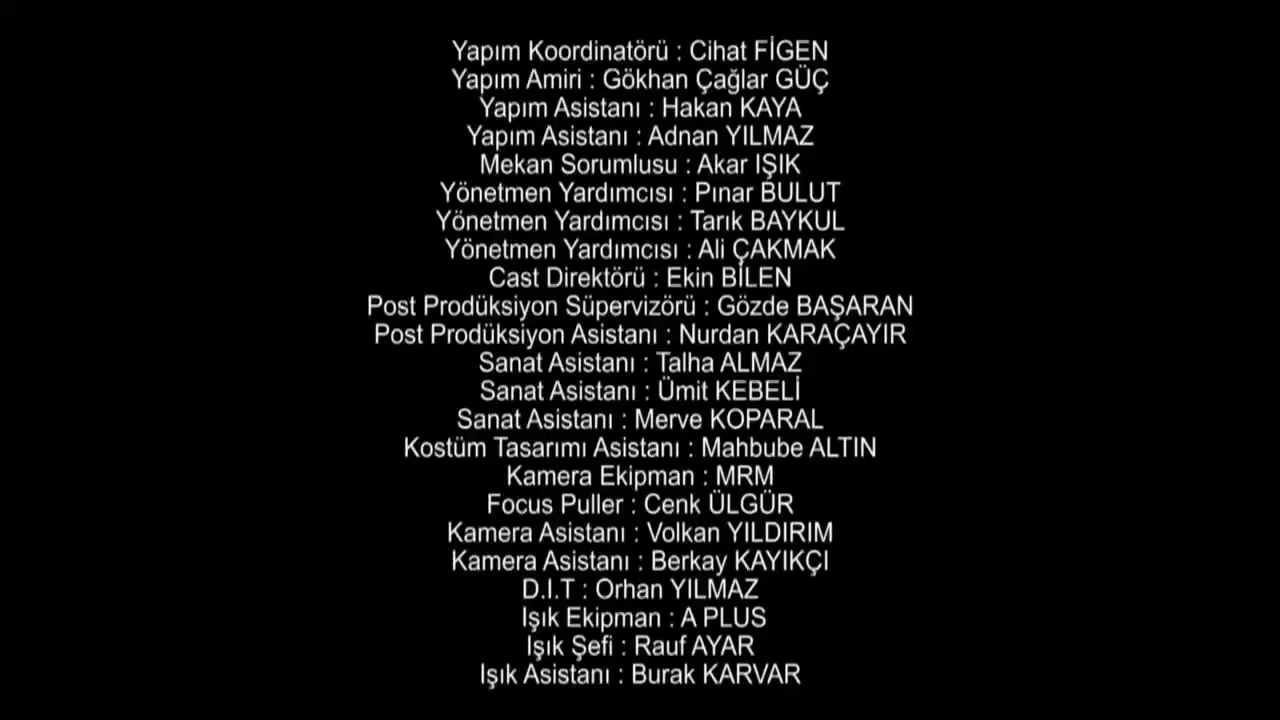 Yapım Koordinatörü : Cihat FİGEN
Yapım Amiri : Gökhan Çağlar GÜÇ
Yapım Asistanı : Hakan KAYA
Yapım Asistanı : Adnan YILMAZ
Mekan Sorumlusu : Akar IŞIK
Yönetmen Yardımcısı : Pınar BULUT
Yönetmen Yardımcısı : Tarık BAYKUL
Yönetmen Yardımcısı : Ali ÇAKMAK
Cast Direktörü : Ekin BİLEN
Post Prodüksiyon Süpervizörü : Gözde BAŞARAN
Post Prodüksiyon Asistanı : Nurdan KARAÇAYIR
Sanat Asistanı : Talha ALMAZ
Sanat Asistanı : Ümit KEBELİ
Sanat Asistanı : Merve KOPARAL
Kostüm Tasarımı Asistanı : Mahbube ALTIN
Kamera Ekipman : MRM
Focus Puller : Cenk ÜLGÜR
Kamera Asistanı : Volkan YILDIRIM
Kamera Asistanı : Berkay KAYIKÇI
D.I.T : Orhan YILMAZ
Işık Ekipman : A PLUS
Işık Şefi : Rauf AYAR
Işık Asistanı : Burak KARVAR